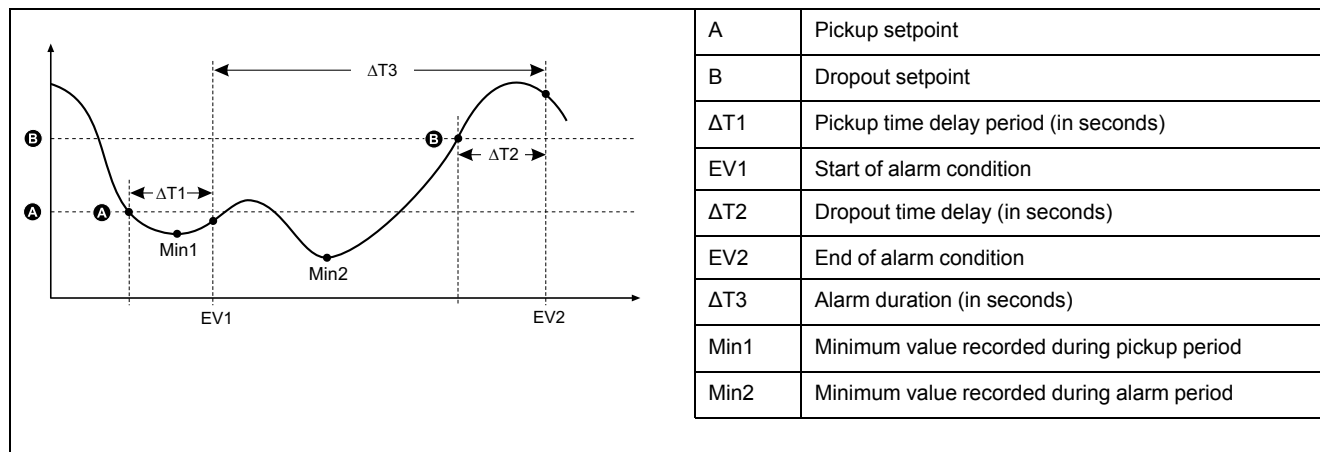 ΔT3
B
B
ΔT2
ΔT1
A
A
Min1
Min2
EV1
EV2
A Pickup setpoint
B Dropout setpoint
ΔT1 Pickup time delay period (in seconds)
EV1 Start of alarm condition
ΔT2 Dropout time delay (in seconds)
EV2 End of alarm condition
ΔT3 Alarm duration (in seconds)
Min1 Minimum value recorded during pickup period
Min2 Minimum value recorded during alarm period